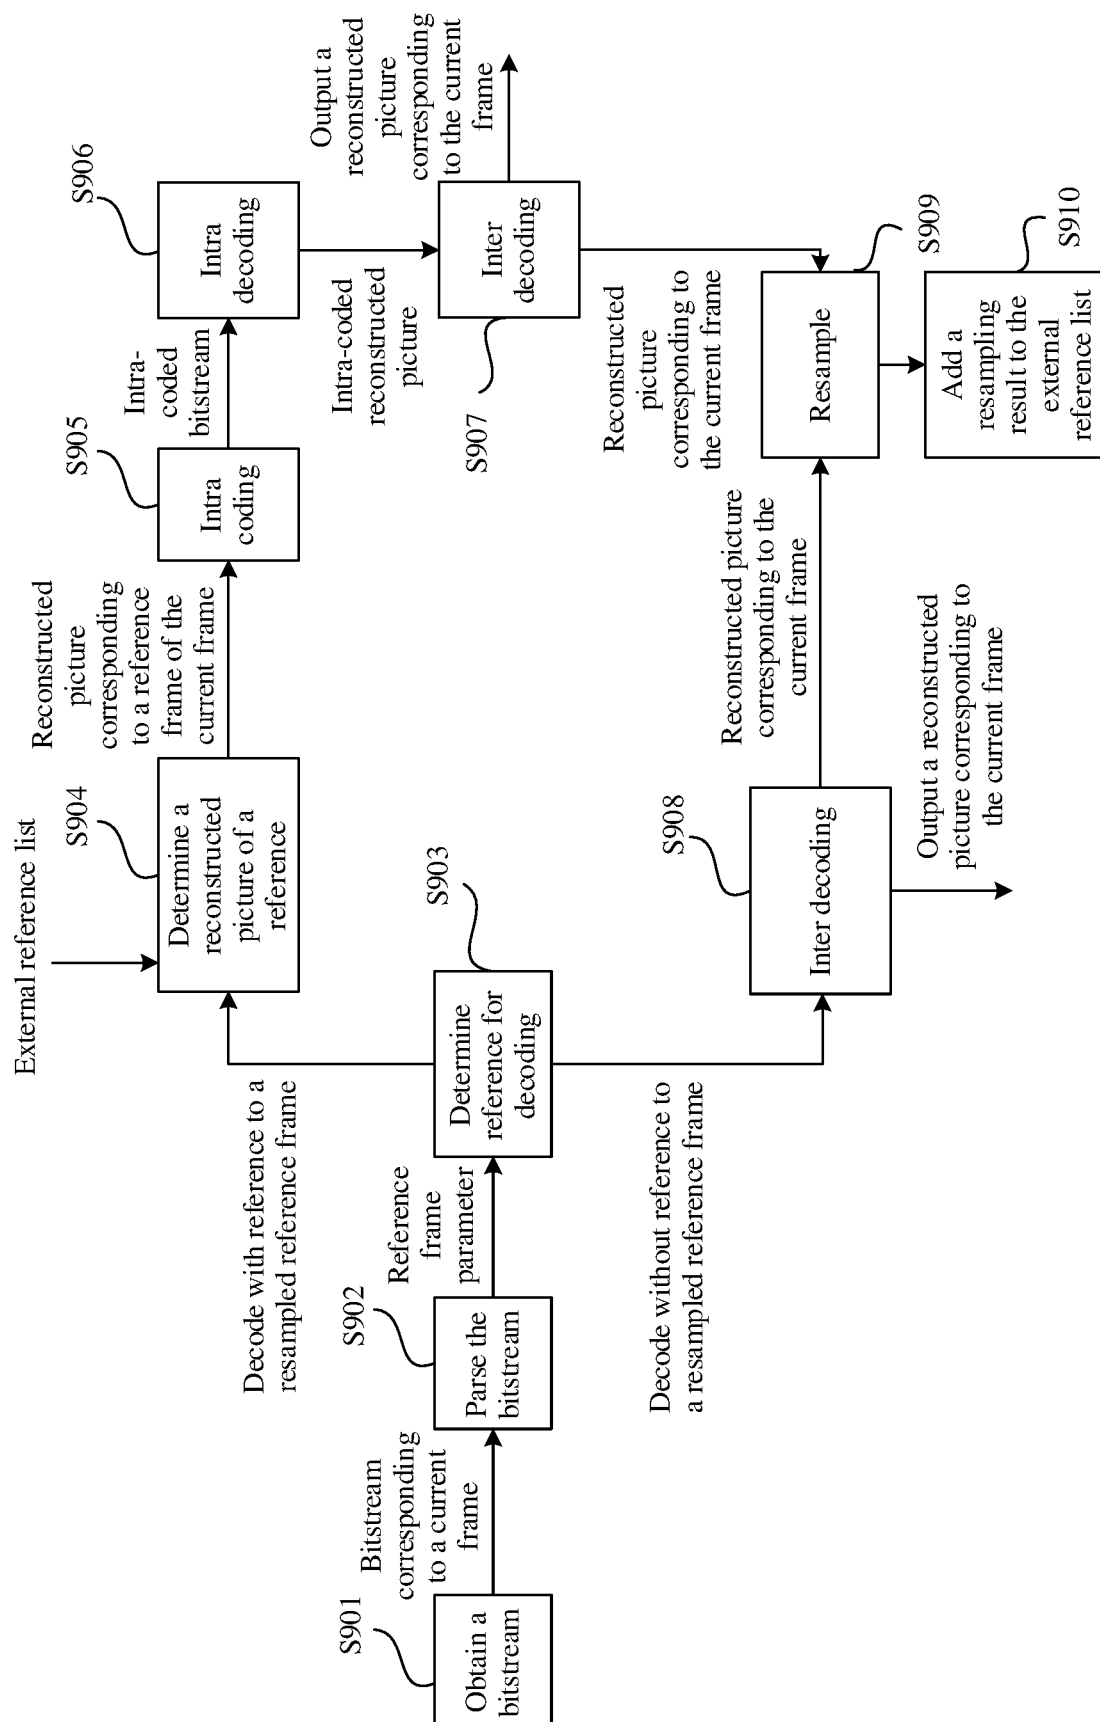 S901
Obtain a
bitstream
Bitstream
corresponding
to a current
frame
S902
Parse the
bitstream
Reference
frame
parameter
S903
Determine
reference for
decoding
Decode with reference to a
resampled reference frame
External reference list
S904
Determine a
reconstructed
picture of a
reference
Reconstructed
picture
corresponding
to a reference
frame of the
current frame
S905
Intra
coding
Intra-
coded
bitstream
S906
Intra
decoding
Intra-coded
reconstructed
picture
S907
Inter
decoding
Output a
reconstructed
picture
corresponding
to the current
frame
Reconstructed
picture
corresponding to
the current frame
Decode without reference to
a resampled reference frame
S908
Inter decoding
Output a reconstructed
picture corresponding to
the current frame
Reconstructed picture
corresponding to the
current frame
S909
Resample
S910
Add a
resampling
result to the
external
reference list